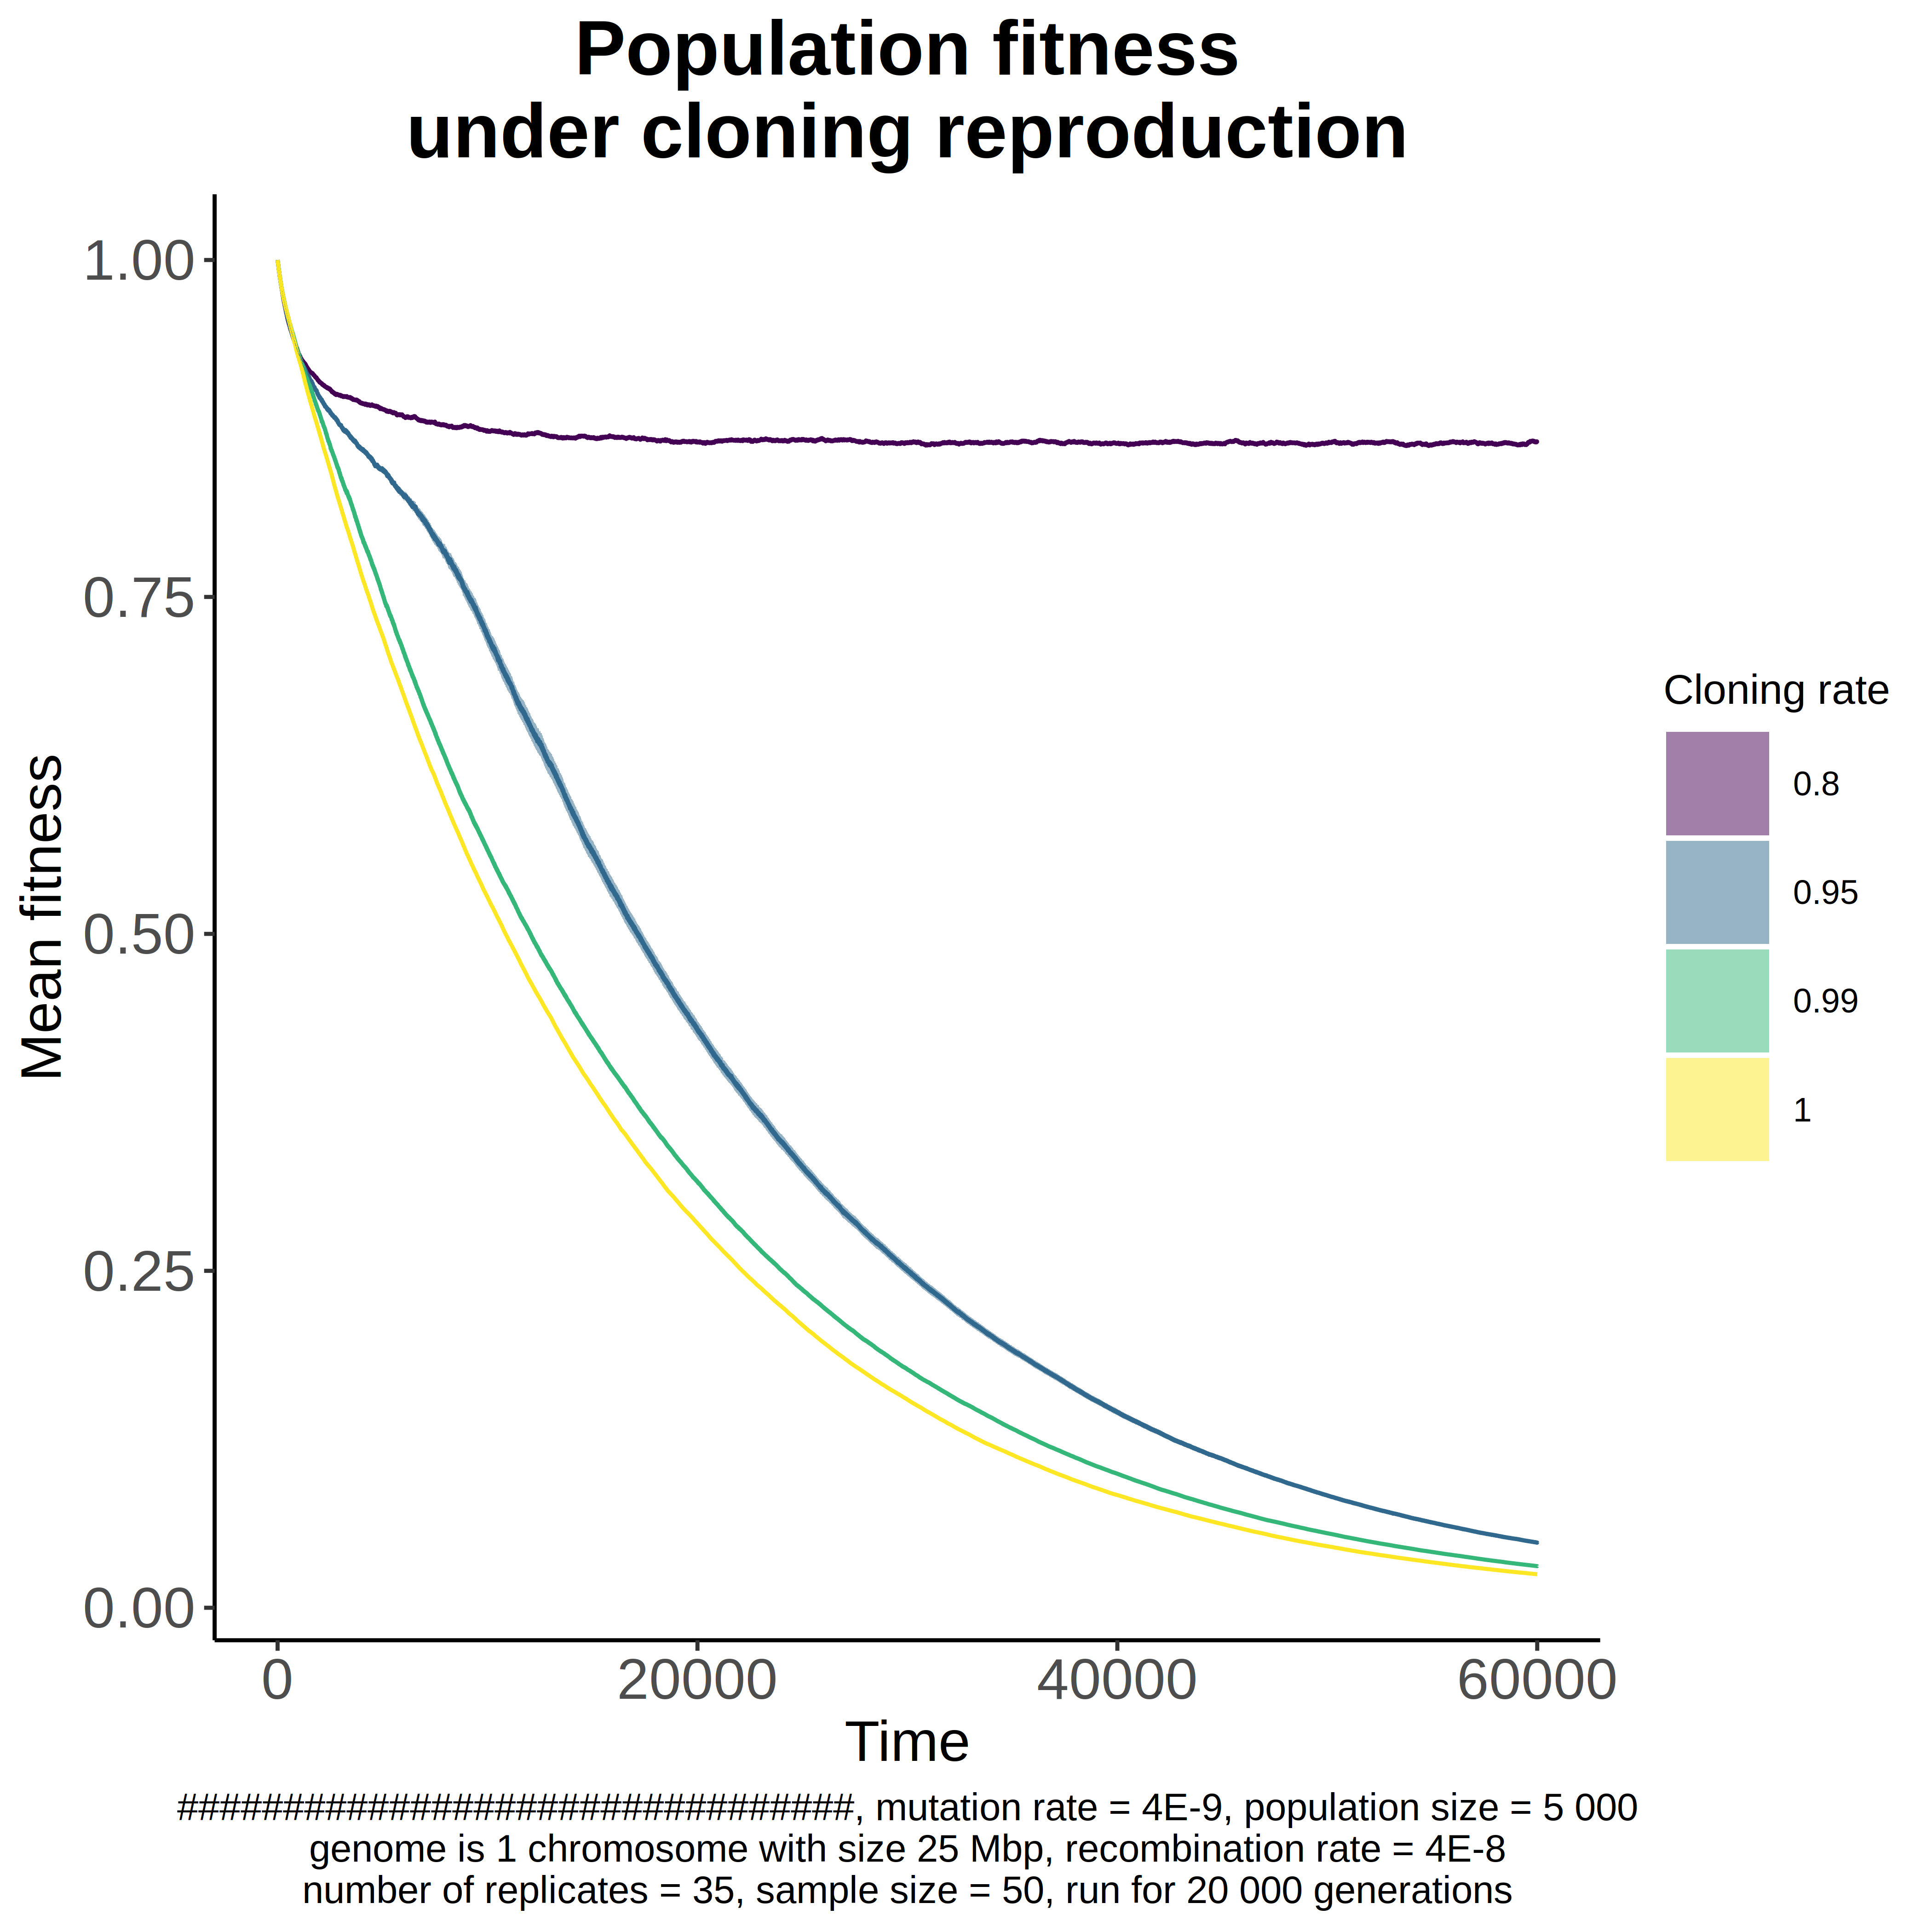 Population fitness
under cloning reproduction
1.00
0.75
0.50
0.25
0.00
Mean fitness
0
20000
40000
60000
Time
Cloning rate
0.8
0.95
0.99
1
################################, mutation rate = 4E-9, population size = 5 000
genome is 1 chromosome with size 25 Mbp, recombination rate = 4E-8
number of replicates = 35, sample size = 50, run for 20 000 generations